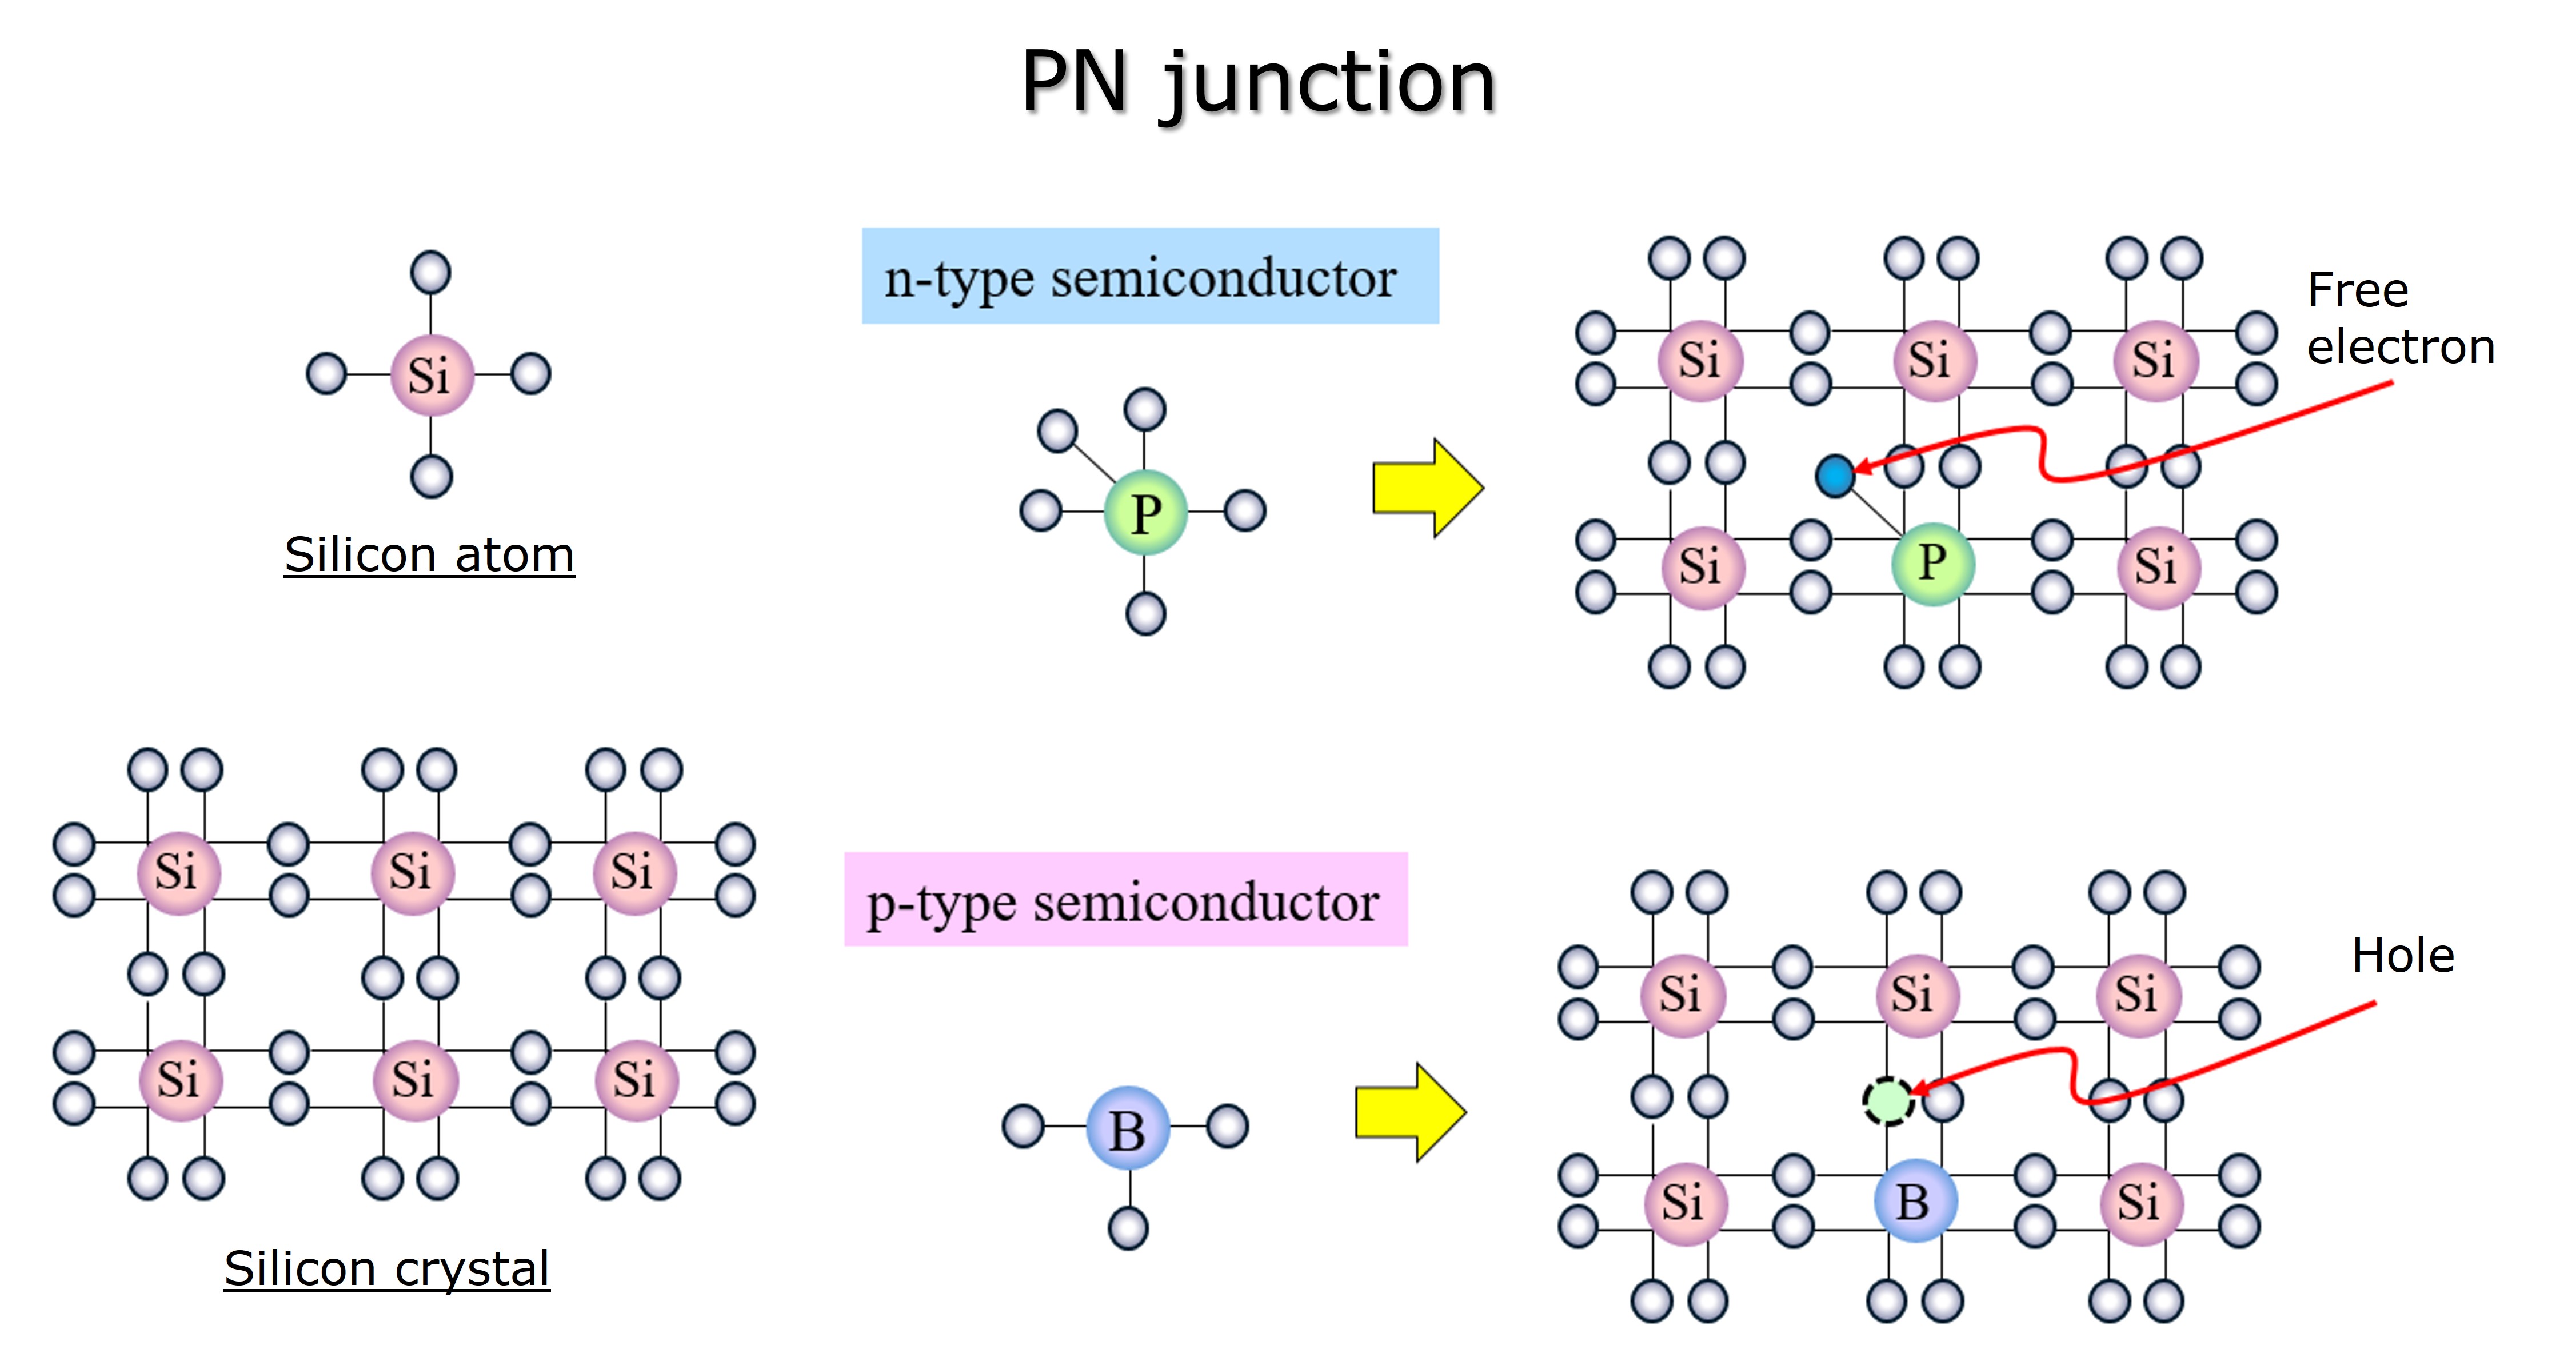 PN junction
Si
Silicon atom
n-type semiconductor
P
Si Si Si
Si P Si
Free
electron
Si Si Si
Si Si Si
Silicon crystal
p-type semiconductor
B
Si Si Si
Si B Si
Hole